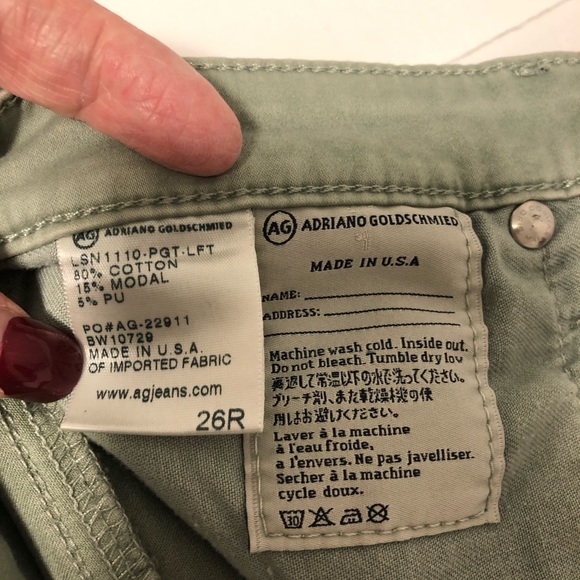 AG ADRIANO GOLDSCHMIED
LSN1110-PGT-LFT
80% COTTON
15% MODAL
5% PU
PO#AG-22911
BW10729
MADE IN U.S.A.
OF IMPORTED FABRIC
www.agjeans.com
26R
AG ADRIANO GOLDSCHMIED
MADE IN U.S.A
NAME:
ADDRESS:
Machine wash cold. Inside out.
Do not bleach. Tumble dry low
裏返して常温以下の水で洗ってください。
ブリーチ剤、また乾燥機の使
用はお避けください。
Laver à la machine
à l'eau froide,
a l'envers. Ne pas javelliser.
Secher à la machine
cycle doux.
30